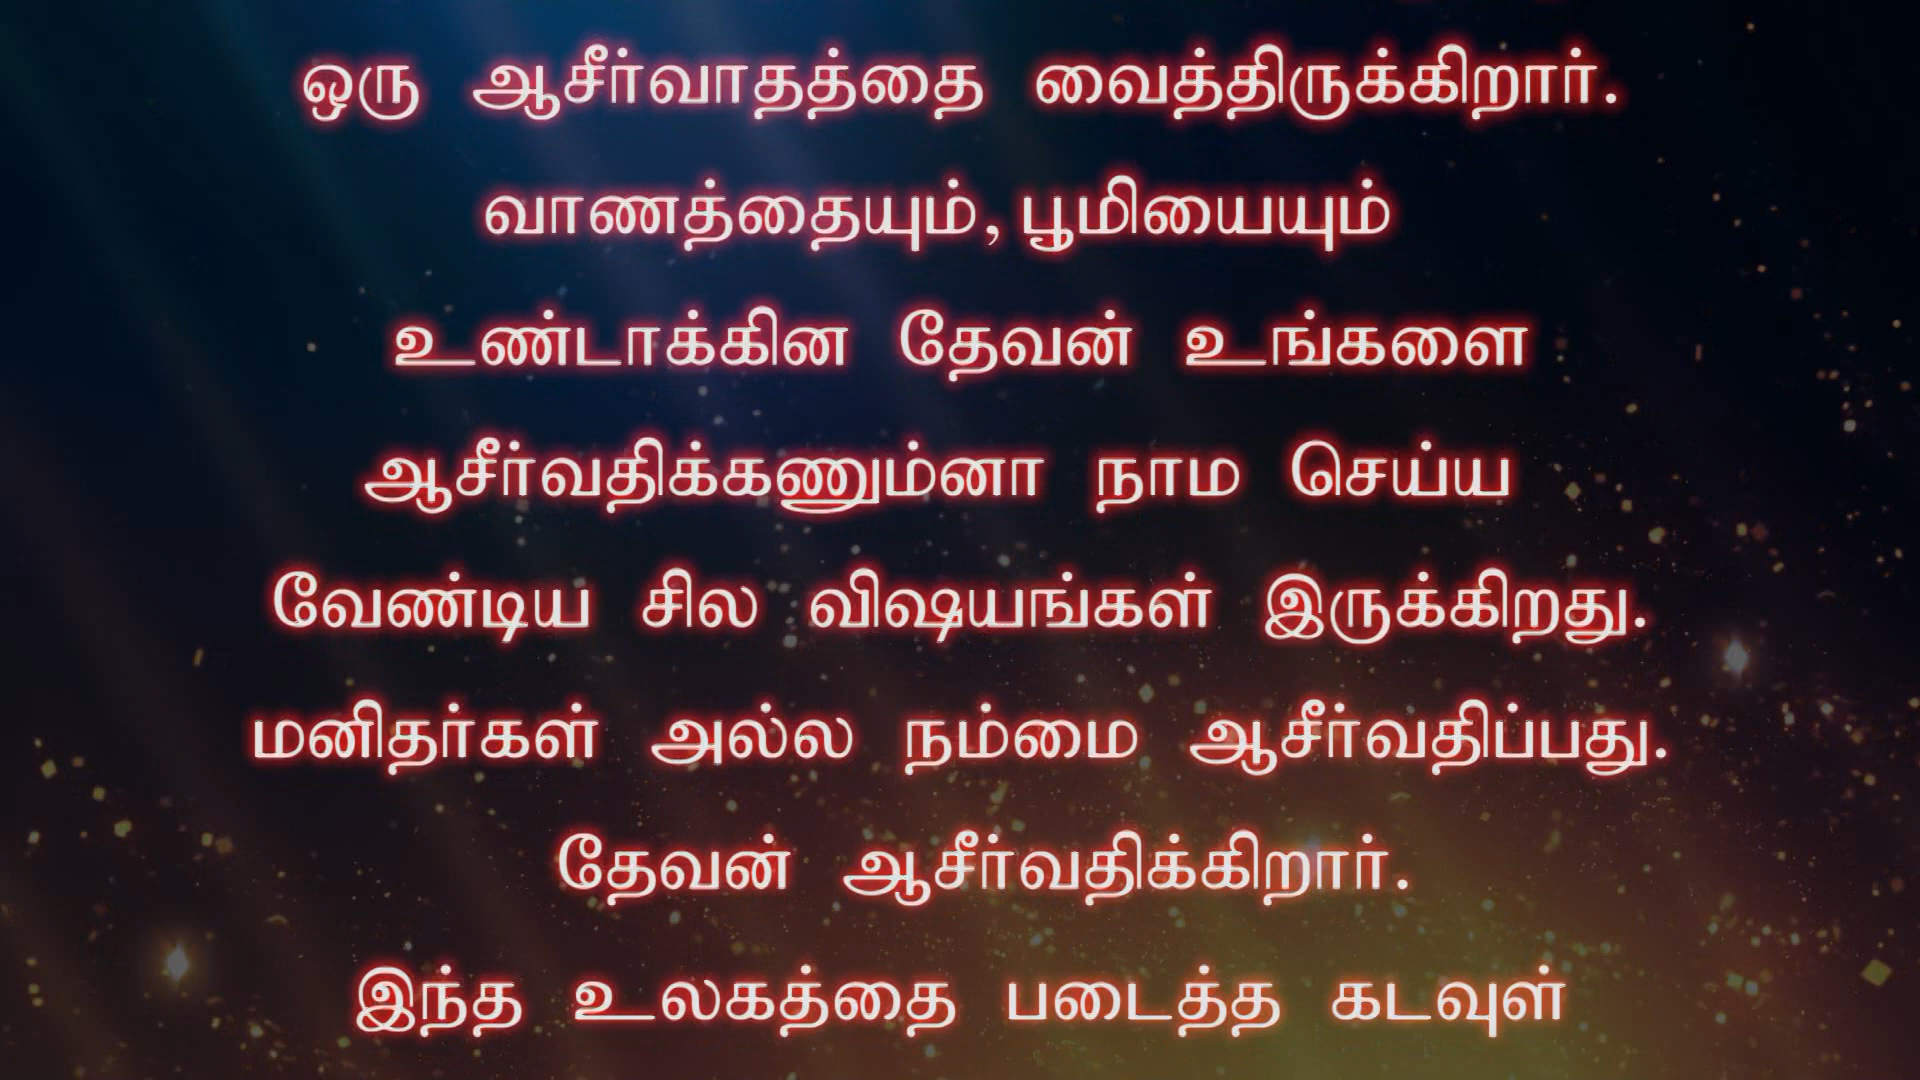 ஒரு ஆசீர்வாதத்தை வைத்திருக்கிறார்.
வாணத்தையும், பூமியையும்
உண்டாக்கின தேவன் உங்களை
ஆசீர்வதிக்கணும்னா நாம செய்ய
வேண்டிய சில விஷயங்கள் இருக்கிறது.
மனிதர்கள் அல்ல நம்மை ஆசீர்வதிப்பது.
தேவன் ஆசீர்வதிக்கிறார்.
இந்த உலகத்தை படைத்த கடவுள்